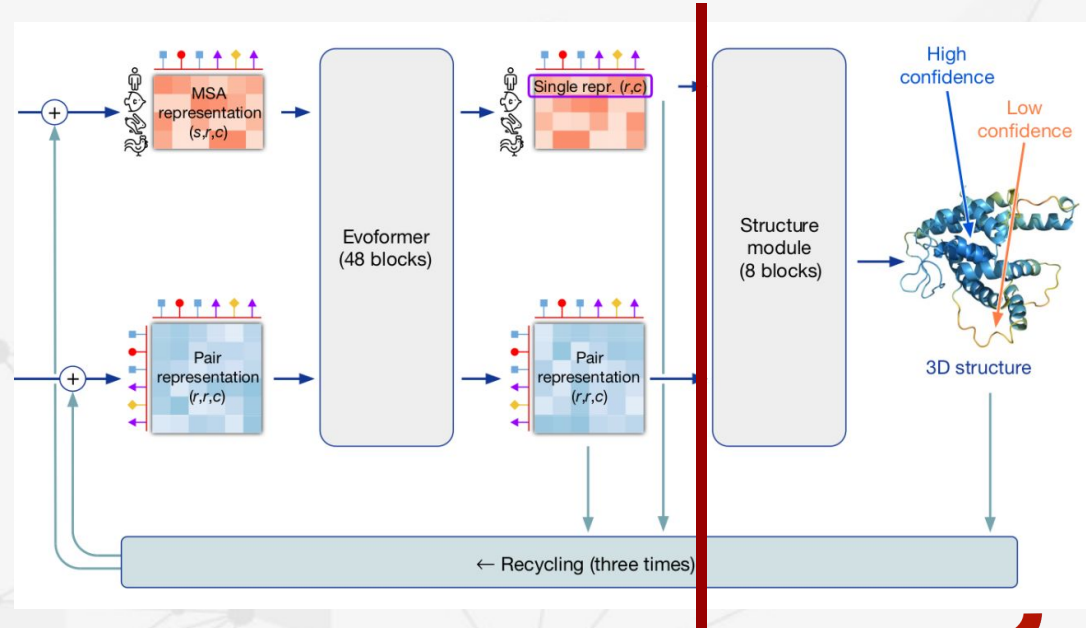 MSA
representation
(s,r,c)
Single repr. (r,c)
High
confidence
Low
confidence
Evoformer
(48 blocks)
Structure
module
(8 blocks)
Pair
representation
(r,r,c)
Pair
representation
(r,r,c)
3D structure
← Recycling (three times)